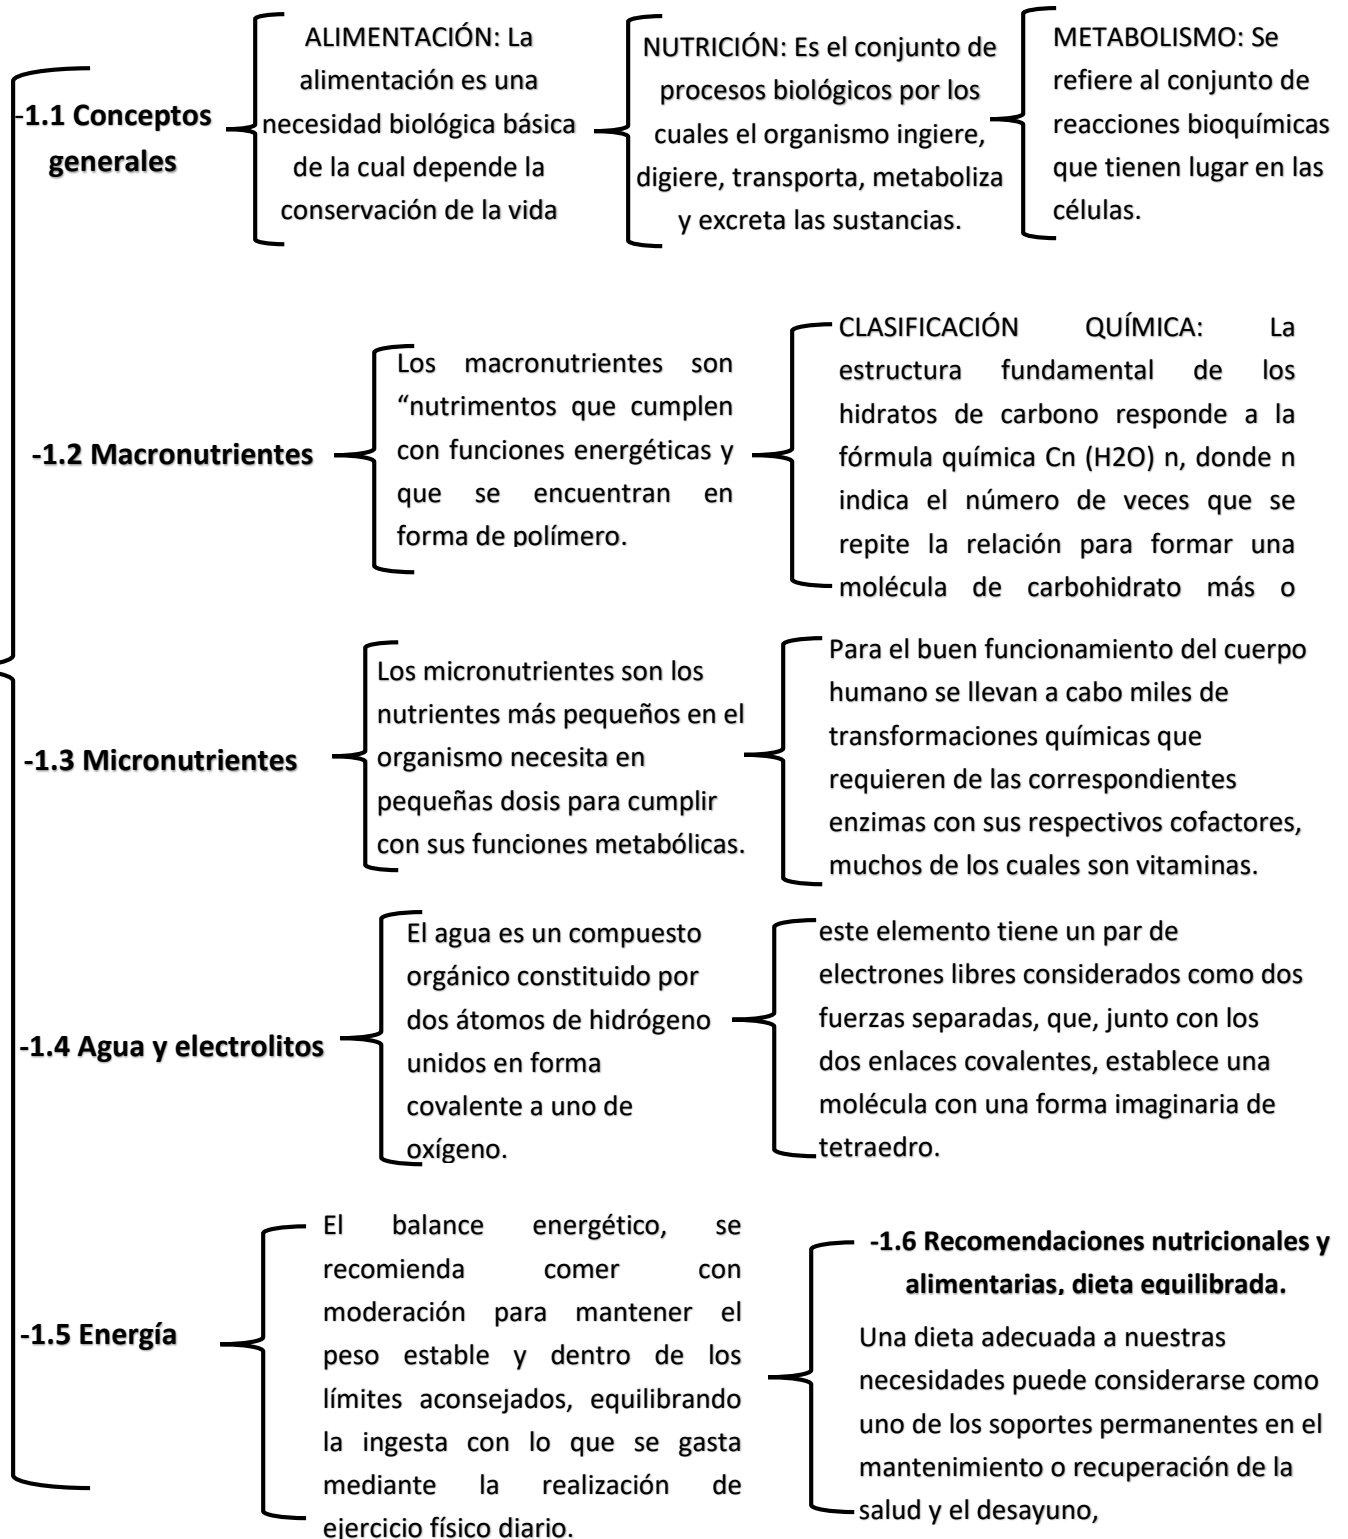 -1.1 Conceptos
generales
ALIMENTACIÓN: La
alimentación es una
necesidad biológica básica
de la cual depende la
conservación de la vida
NUTRICIÓN: Es el conjunto de
procesos biológicos por los
cuales el organismo ingiere,
digiere, transporta, metaboliza
y excreta las sustancias.
METABOLISMO: Se
refiere al conjunto de
reacciones bioquímicas
que tienen lugar en las
células.
-1.2 Macronutrientes
Los macronutrientes son
“nutrimentos que cumplen
con funciones energéticas y
que se encuentran en
forma de polímero.
CLASIFICACIÓN QUÍMICA: La
estructura fundamental de los
hidratos de carbono responde a la
fórmula química Cn (H2O) n, donde n
indica el número de veces que se
repite la relación para formar una
molécula de carbohidrato más o
-1.3 Micronutrientes
Los micronutrientes son los
nutrientes más pequeños en el
organismo necesita en
pequeñas dosis para cumplir
con sus funciones metabólicas.
Para el buen funcionamiento del cuerpo
humano se llevan a cabo miles de
transformaciones químicas que
requieren de las correspondientes
enzimas con sus respectivos cofactores,
muchos de los cuales son vitaminas.
-1.4 Agua y electrolitos
El agua es un compuesto
orgánico constituido por
dos átomos de hidrógeno
unidos en forma
covalente a uno de
oxígeno.
este elemento tiene un par de
electrones libres considerados como dos
fuerzas separadas, que, junto con los
dos enlaces covalentes, establece una
molécula con una forma imaginaria de
tetraedro.
-1.5 Energía
El balance energético, se
recomienda comer con
moderación para mantener el
peso estable y dentro de los
límites aconsejados, equilibrando
la ingesta con lo que se gasta
mediante la realización de
ejercicio físico diario.
-1.6 Recomendaciones nutricionales y
alimentarias, dieta equilibrada.
Una dieta adecuada a nuestras
necesidades puede considerarse como
uno de los soportes permanentes en el
mantenimiento o recuperación de la
salud y el desayuno,